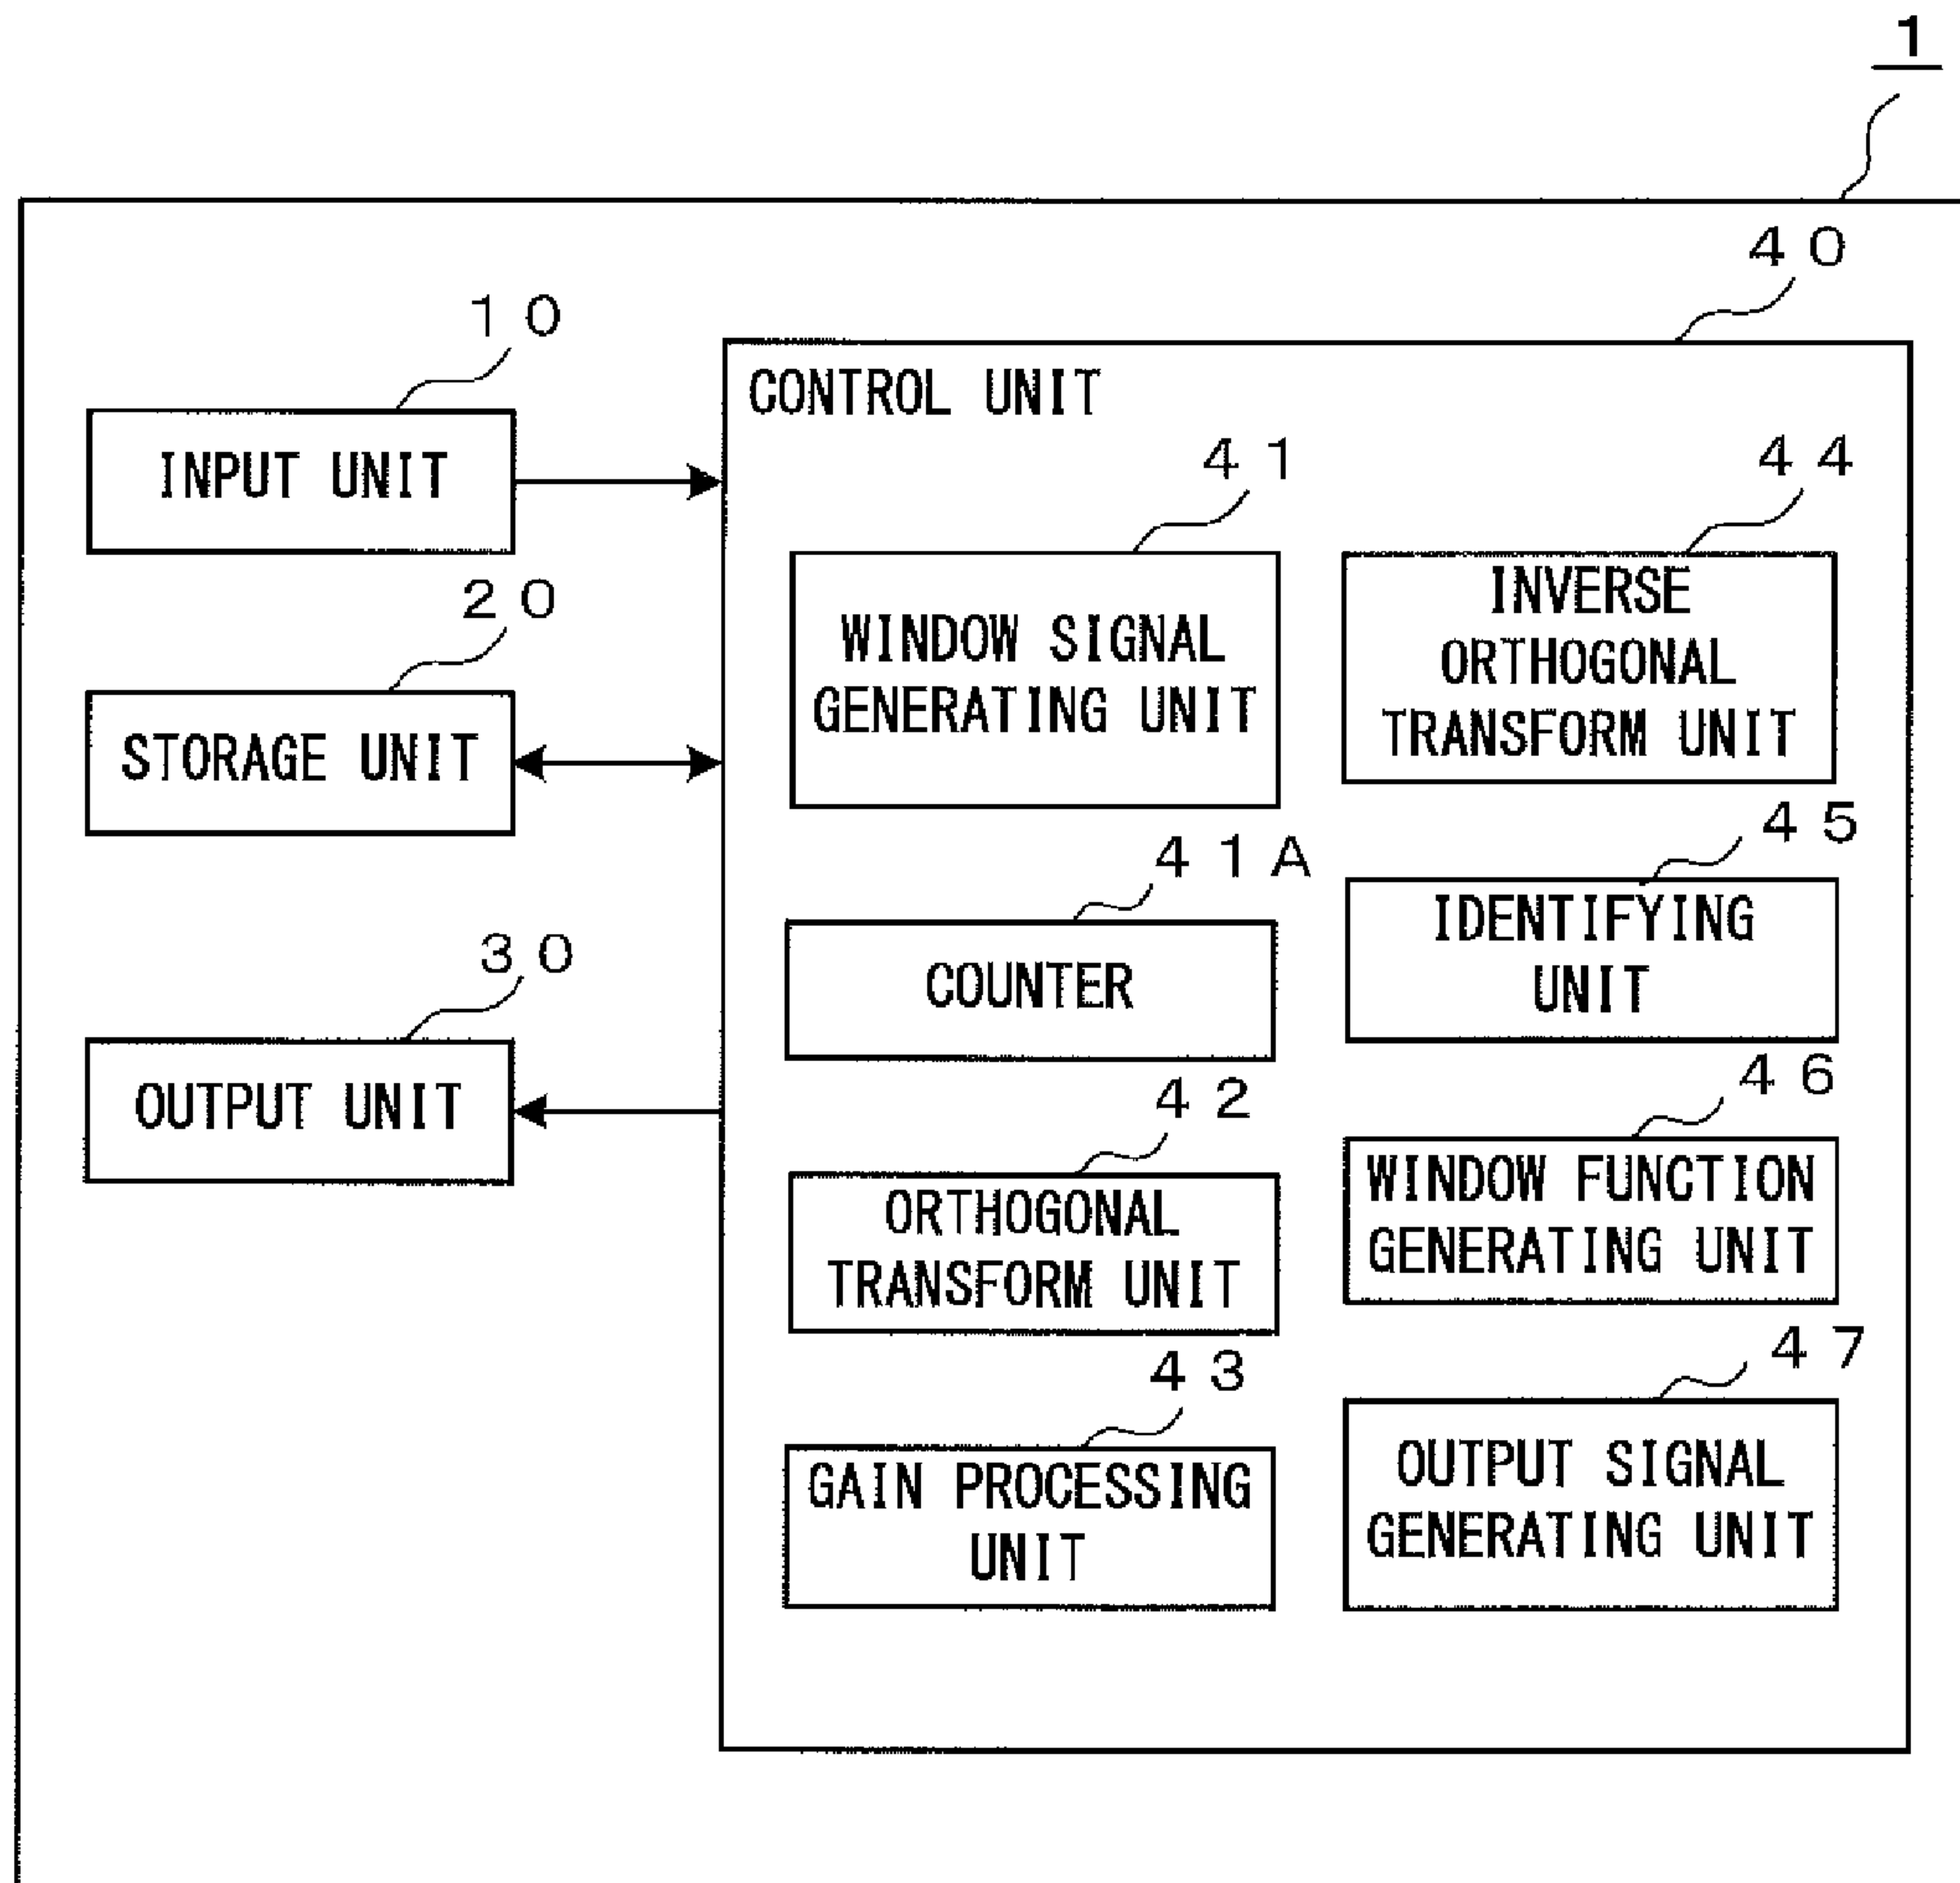 1
40
10
CONTROL UNIT
INPUT UNIT
41
44
WINDOW SIGNAL
GENERATING UNIT
INVERSE
ORTHOGONAL
TRANSFORM UNIT
20
STORAGE UNIT
41A
45
COUNTER
IDENTIFYING
UNIT
30
OUTPUT UNIT
42
46
ORTHOGONAL
TRANSFORM UNIT
WINDOW FUNCTION
GENERATING UNIT
43
47
GAIN PROCESSING
UNIT
OUTPUT SIGNAL
GENERATING UNIT